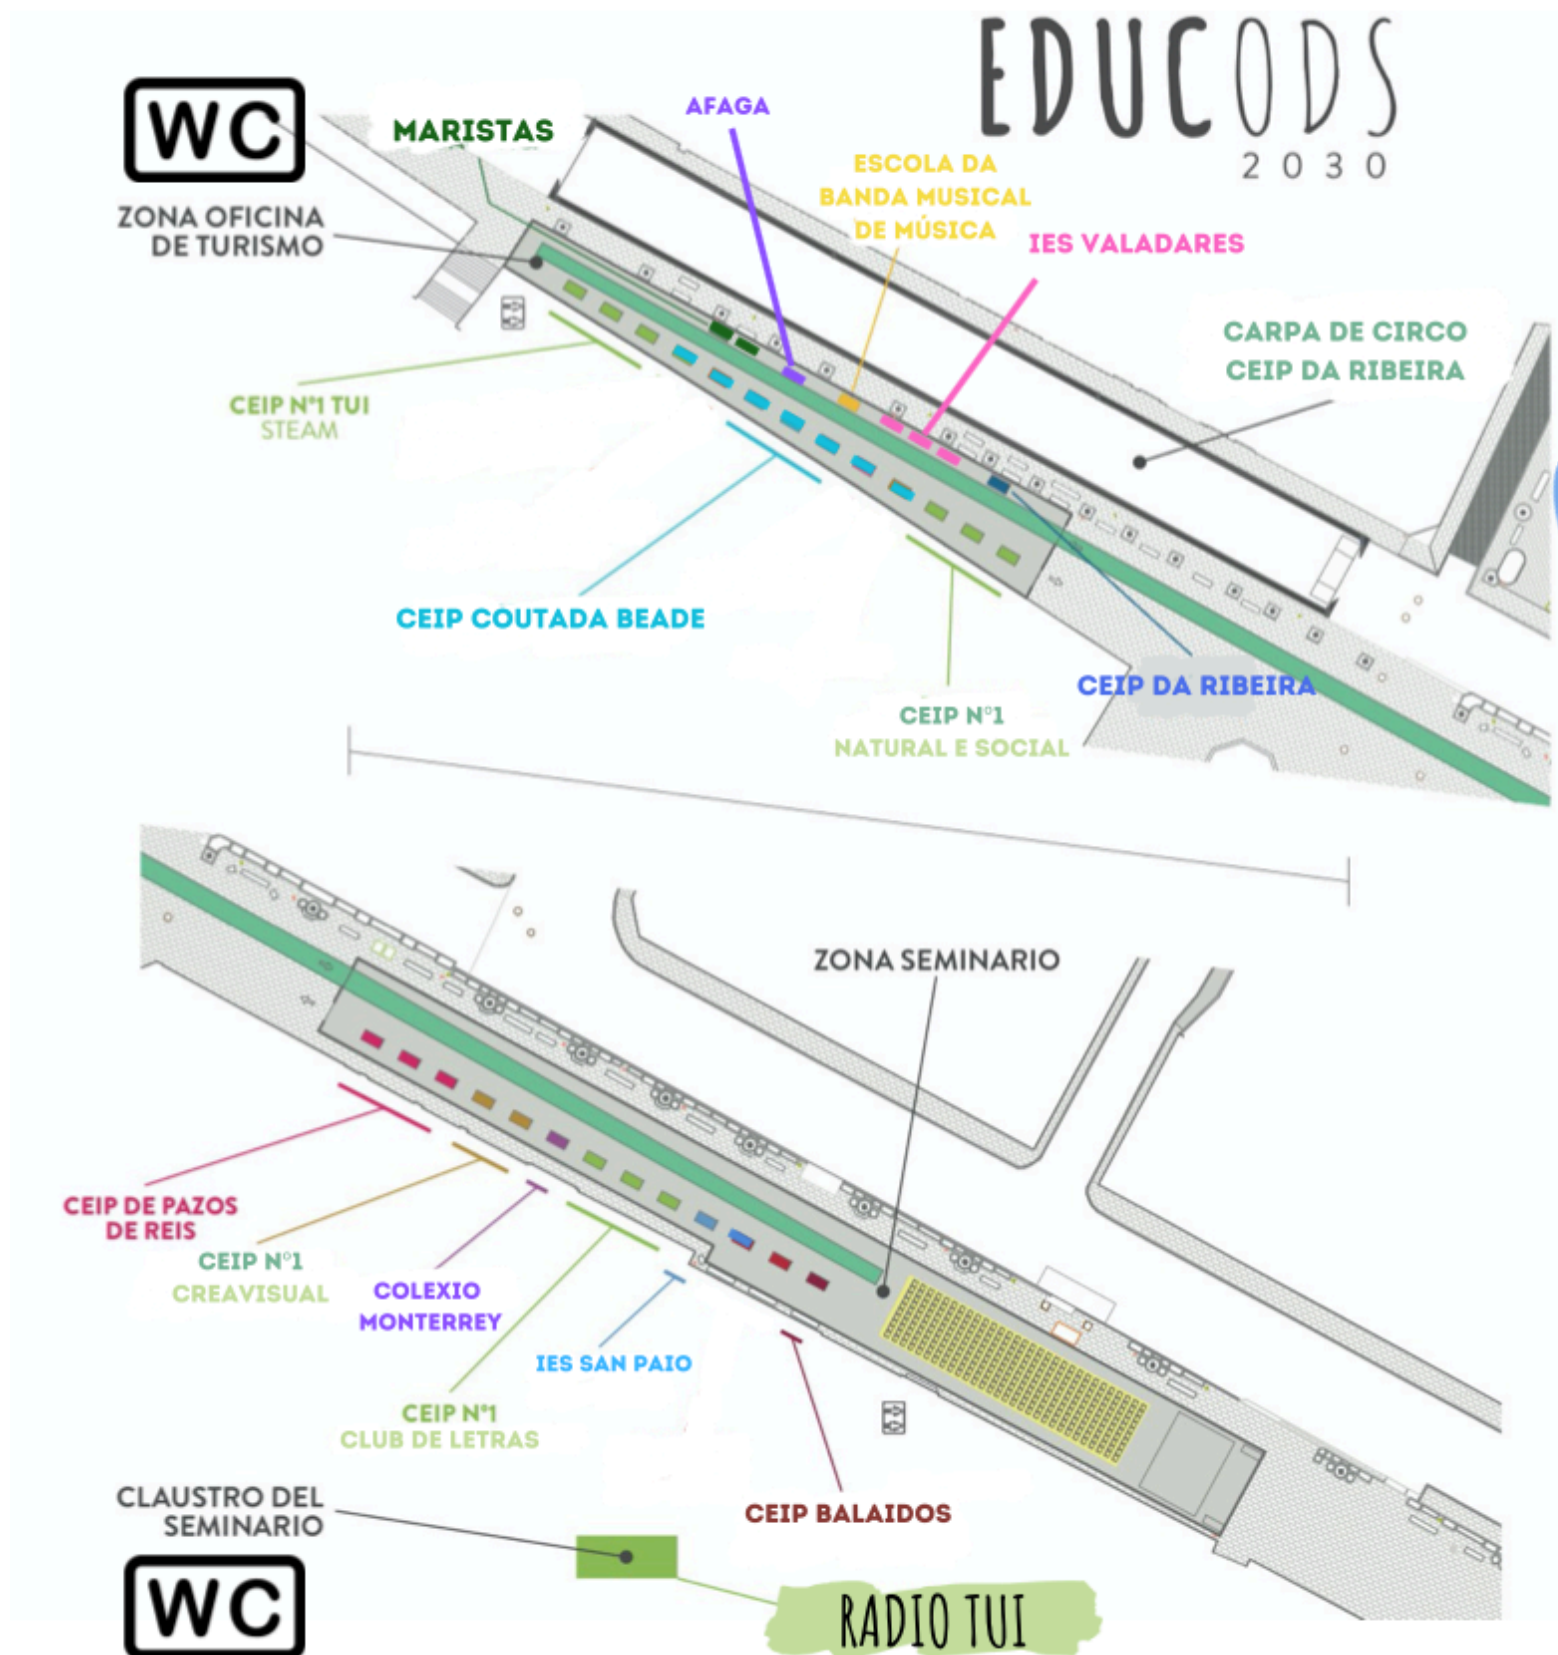 EDUCODS
2030
WC
MARISTAS
AFAGA
ESCOLA DA
BANDA MUSICAL
DE MÚSICA
IES VALADARES
ZONA OFICINA
DE TURISMO
CARPA DE CIRCO
CEIP DA RIBEIRA
CEIP Nº1 TUI
STEAM
CEIP COUTADA BEADE
CEIP DA RIBEIRA
CEIP Nº1
NATURAL E SOCIAL
ZONA SEMINARIO
CEIP DE PAZOS
DE REIS
CEIP Nº1
CREAVISUAL
COLEXIO
MONTERREY
IES SAN PAIO
CEIP Nº1
CLUB DE LETRAS
CEIP BALAIDOS
CLAUSTRO DEL
SEMINARIO
WC
RADIO TUI